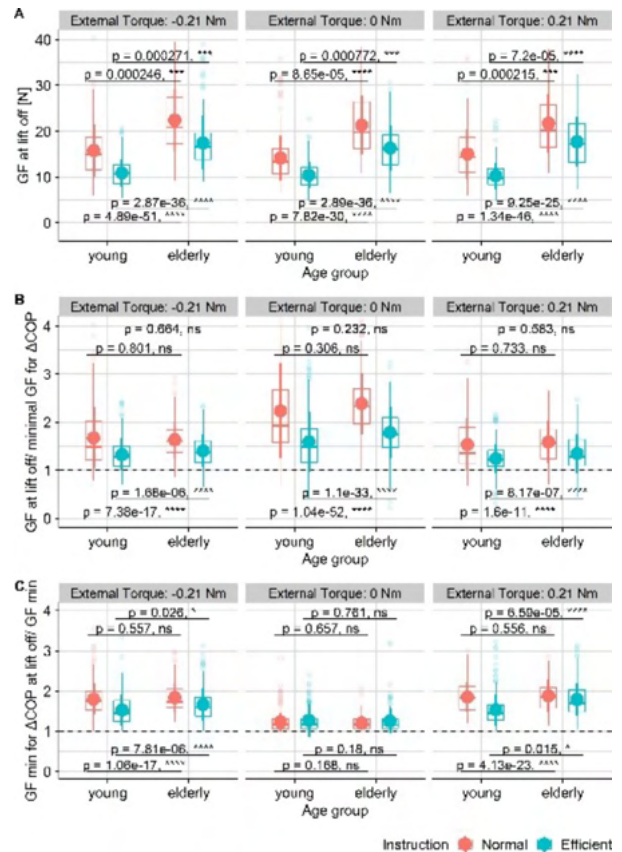 A
External Torque: -0.21 Nm
External Torque: 0 Nm
External Torque: 0.21 Nm
GF at lift off [N]
40
30
20
10
0
p = 0.000271, ***
p = 0.000246, ***
p = 0.000772, ***
p = 8.65e-05, ****
p = 7.2e-05, ****
p = 0.000215, ***
p = 2.87e-36, ****
p = 4.89e-51, ****
p = 2.89e-36, ****
p = 7.82e-30, ****
p = 9.25e-25, ****
p = 1.34e-46, ****
young elderly
young elderly
young elderly
Age group
B
External Torque: -0.21 Nm
External Torque: 0 Nm
External Torque: 0.21 Nm
GF at lift off/ minimal GF for ΔCOP
4
3
2
1
0
p = 0.664, ns
p = 0.801, ns
p = 0.232, ns
p = 0.306, ns
p = 0.583, ns
p = 0.733, ns
p = 1.68e-06, ****
p = 7.38e-17, ****
p = 1.1e-33, ****
p = 1.04e-52, ****
p = 8.17e-07, ****
p = 1.6e-11, ****
young elderly
young elderly
young elderly
Age group
C
External Torque: -0.21 Nm
External Torque: 0 Nm
External Torque: 0.21 Nm
GF min for ΔCOP at lift off/ GF min
4
3
2
1
0
p = 0.026, *
p = 0.557, ns
p = 0.761, ns
p = 0.657, ns
p = 6.59e-05, ****
p = 0.556, ns
p = 7.81e-06, ****
p = 1.06e-17, ****
p = 0.18, ns
p = 0.168, ns
p = 0.015, *
p = 4.13e-23, ****
young elderly
young elderly
young elderly
Age group
Instruction Normal Efficient